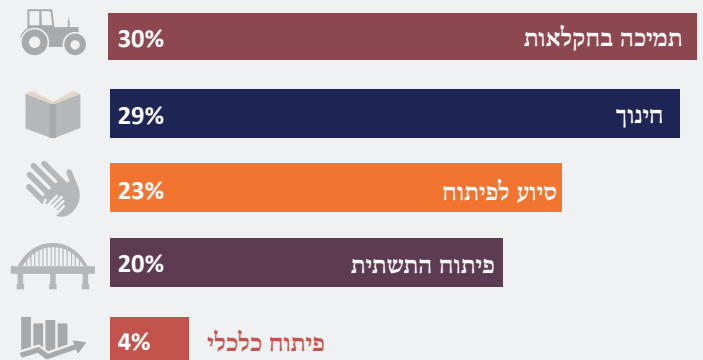 תמיכה בחקלאות 30%
חינוך 29%
סיוע לפיתוח 23%
פיתוח התשתית 20%
פיתוח כלכלי 4%